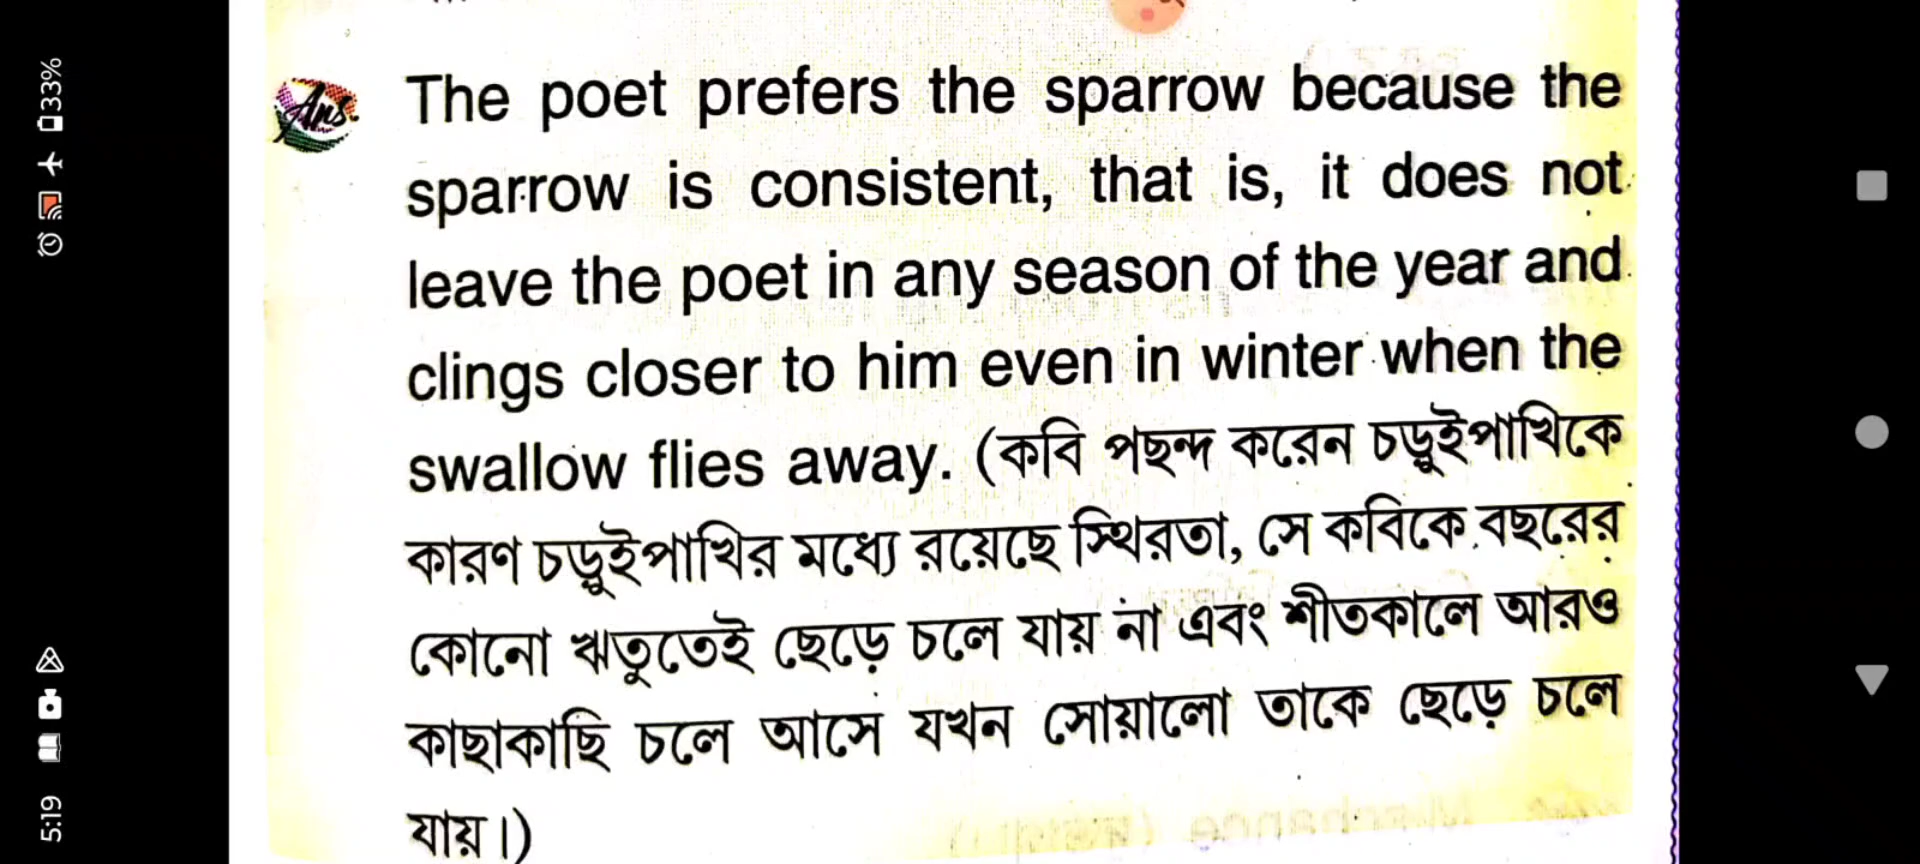 Ans. The poet prefers the sparrow because the
sparrow is consistent, that is, it does not
leave the poet in any season of the year and
clings closer to him even in winter when the
swallow flies away. (কবি পছন্দ করেন চড়ুইপাখিকে
কারণ চড়ুইপাখির মধ্যে রয়েছে স্থিরতা, সে কবিকে বছরের
কোনো ঋতুতেই ছেড়ে চলে যায় না এবং শীতকালে আরও
কাছাকাছি চলে আসে যখন সোয়ালো তাকে ছেড়ে চলে
যায়।)
33%
5:19